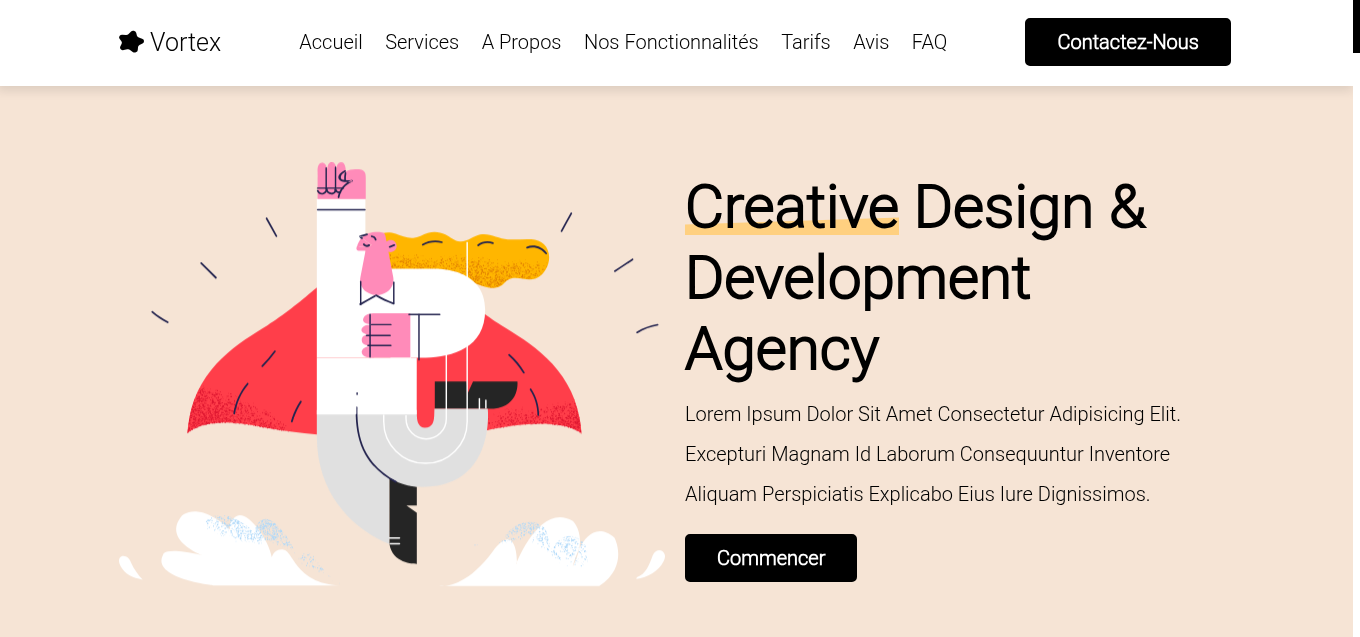 Vortex
Accueil Services A Propos Nos Fonctionnalités Tarifs Avis FAQ
Contactez-Nous
Creative Design &
Development
Agency
Lorem Ipsum Dolor Sit Amet Consectetur Adipisicing Elit.
Excepturi Magnam Id Laborum Consequuntur Inventore
Aliquam Perspiciatis Explicabo Eius Iure Dignissimos.
Commencer